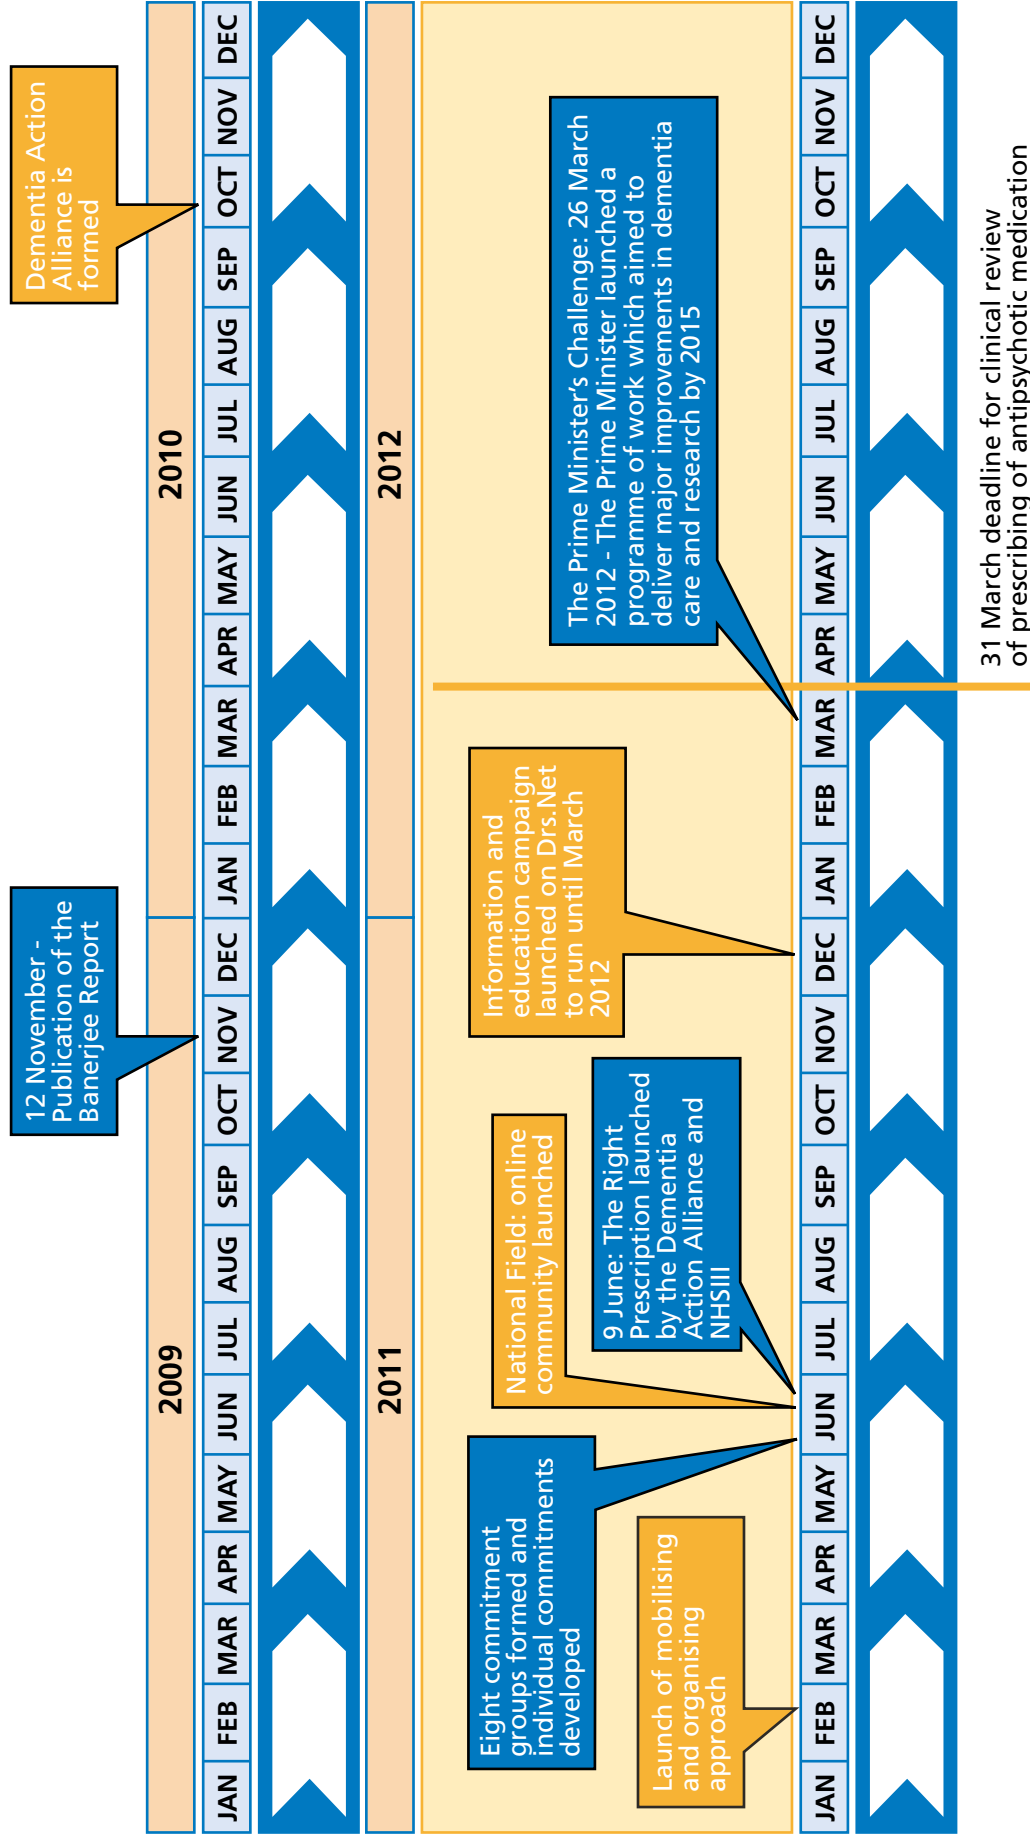 12 November -
Publication of the
Banerjee Report
Dementia Action
Alliance is
formed
2009
2010
JAN FEB MAR APR MAY JUN JUL AUG SEP OCT NOV DEC JAN FEB MAR APR MAY JUN JUL AUG SEP OCT NOV DEC
2011
2012
Eight commitment
groups formed and
individual commitments
developed
National Field: online
community launched
Information and
education campaign
launched on Drs.Net
to run until March
2012
The Prime Minister's Challenge: 26 March
2012 - The Prime Minister launched a
programme of work which aimed to
deliver major improvements in dementia
care and research by 2015
Launch of mobilising
and organising
approach
9 June: The Right
Prescription launched
by the Dementia
Action Alliance and
NHSIII
JAN FEB MAR APR MAY JUN JUL AUG SEP OCT NOV DEC JAN FEB MAR APR MAY JUN JUL AUG SEP OCT NOV DEC
31 March deadline for clinical review
of prescribing of antipsychotic medication